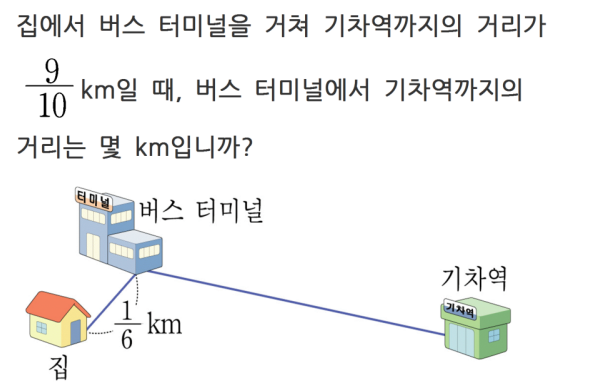 집에서 버스 터미널을 거쳐 기차역까지의 거리가
9/10 km일 때, 버스 터미널에서 기차역까지의
거리는 몇 km입니까?
터미널
버스 터미널
기차역
기차역
1/6 km
집